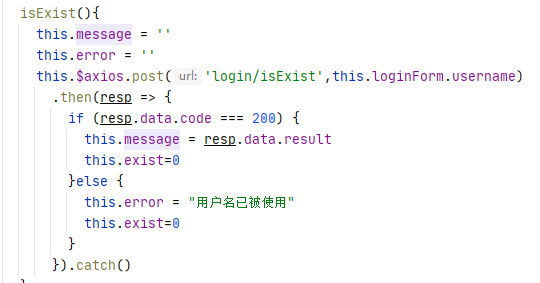 isExist(){
this.message = ''
this.error = ''
this.$axios.post( url: 'login/isExist',this.loginForm.username)
.then(resp => {
if (resp.data.code === 200) {
this.message = resp.data.result
this.exist=0
}else {
this.error = "用户名已被使用"
this.exist=0
}
}).catch()